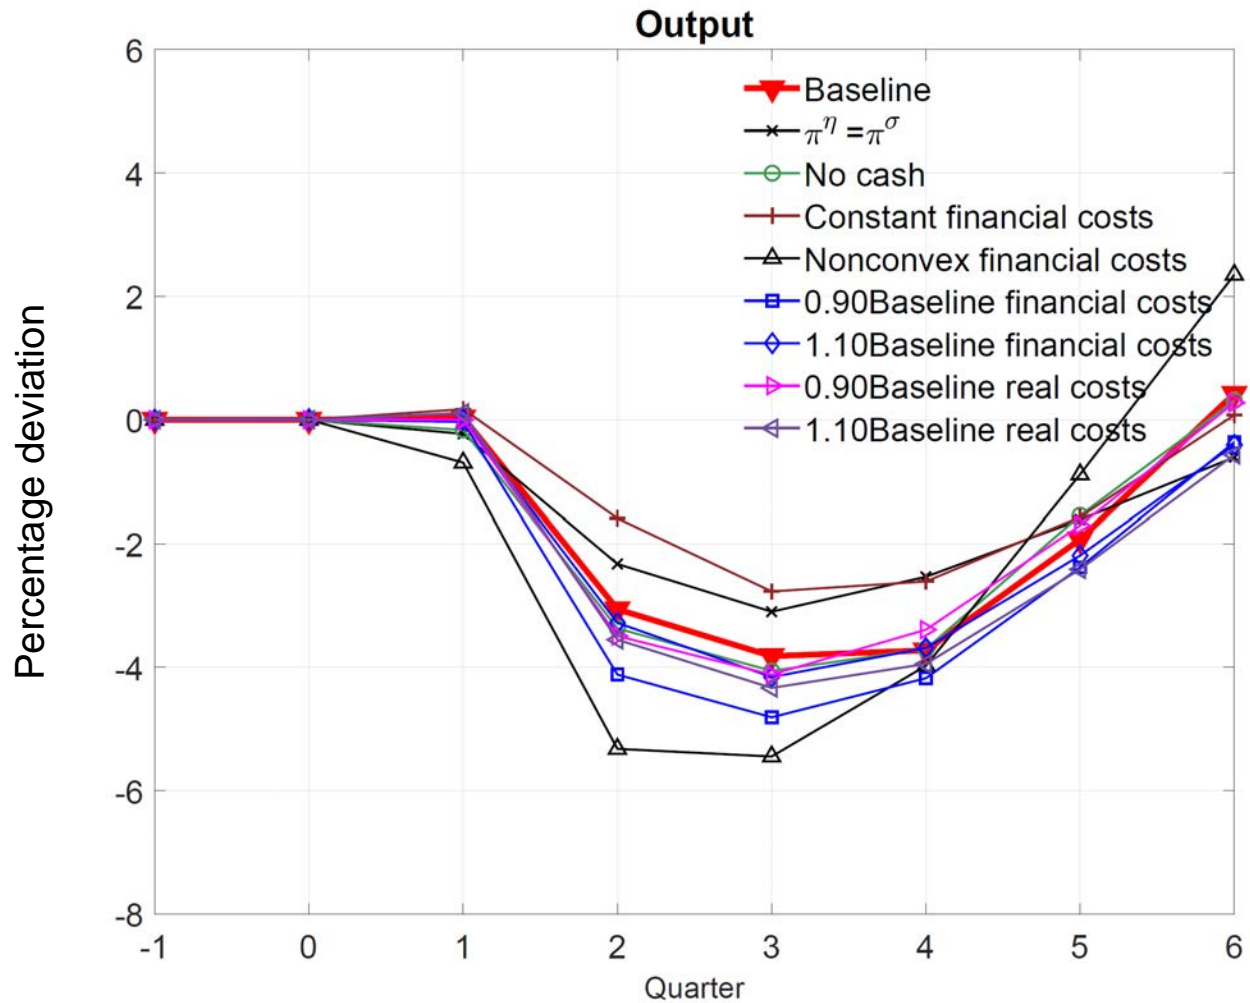 Output
Percentage deviation
6
4
2
0
-2
-4
-6
-8
Baseline
π^η =π^σ
No cash
Constant financial costs
Nonconvex financial costs
0.90Baseline financial costs
1.10Baseline financial costs
0.90Baseline real costs
1.10Baseline real costs
-1 0 1 2 3 4 5 6
Quarter